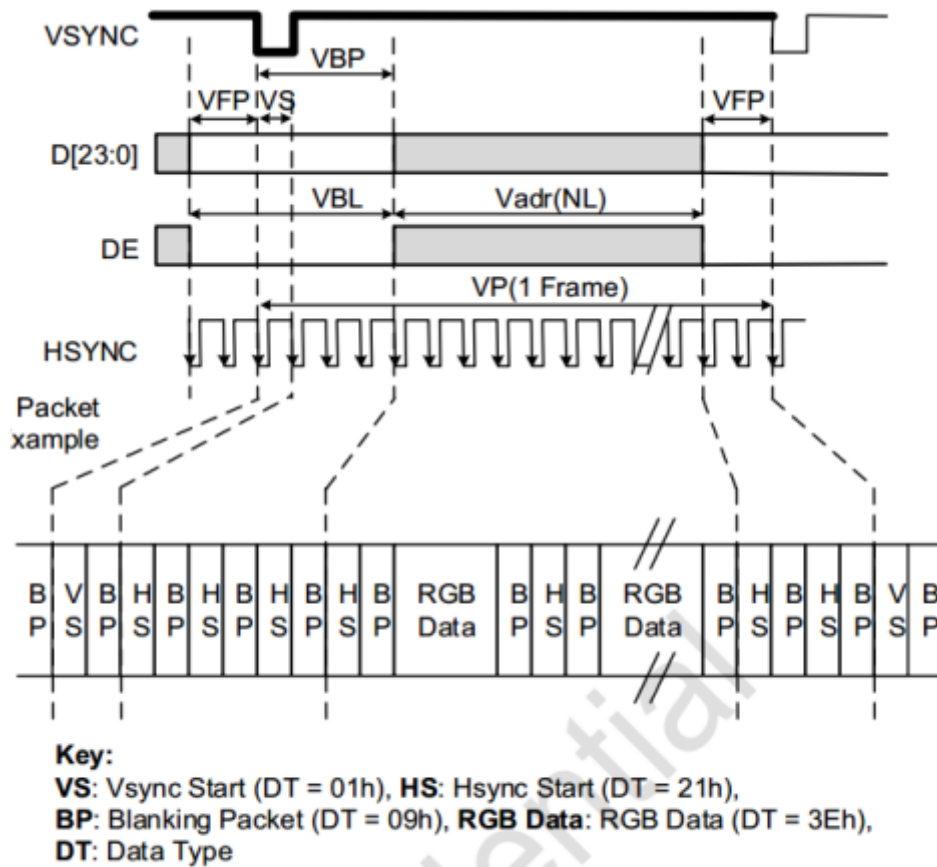 VSYNC
VBP
VFP VS VFP
D[23:0]
VBL Vadr(NL)
DE
VP(1 Frame)
HSYNC
Packet
xample
B V B H B H B H B H B RGB B H B RGB B H B H B V B
P S P S P S P S P S P Data P S P Data P S P S P S P
Key:
VS: Vsync Start (DT = 01h), HS: Hsync Start (DT = 21h),
BP: Blanking Packet (DT = 09h), RGB Data: RGB Data (DT = 3Eh),
DT: Data Type
dential